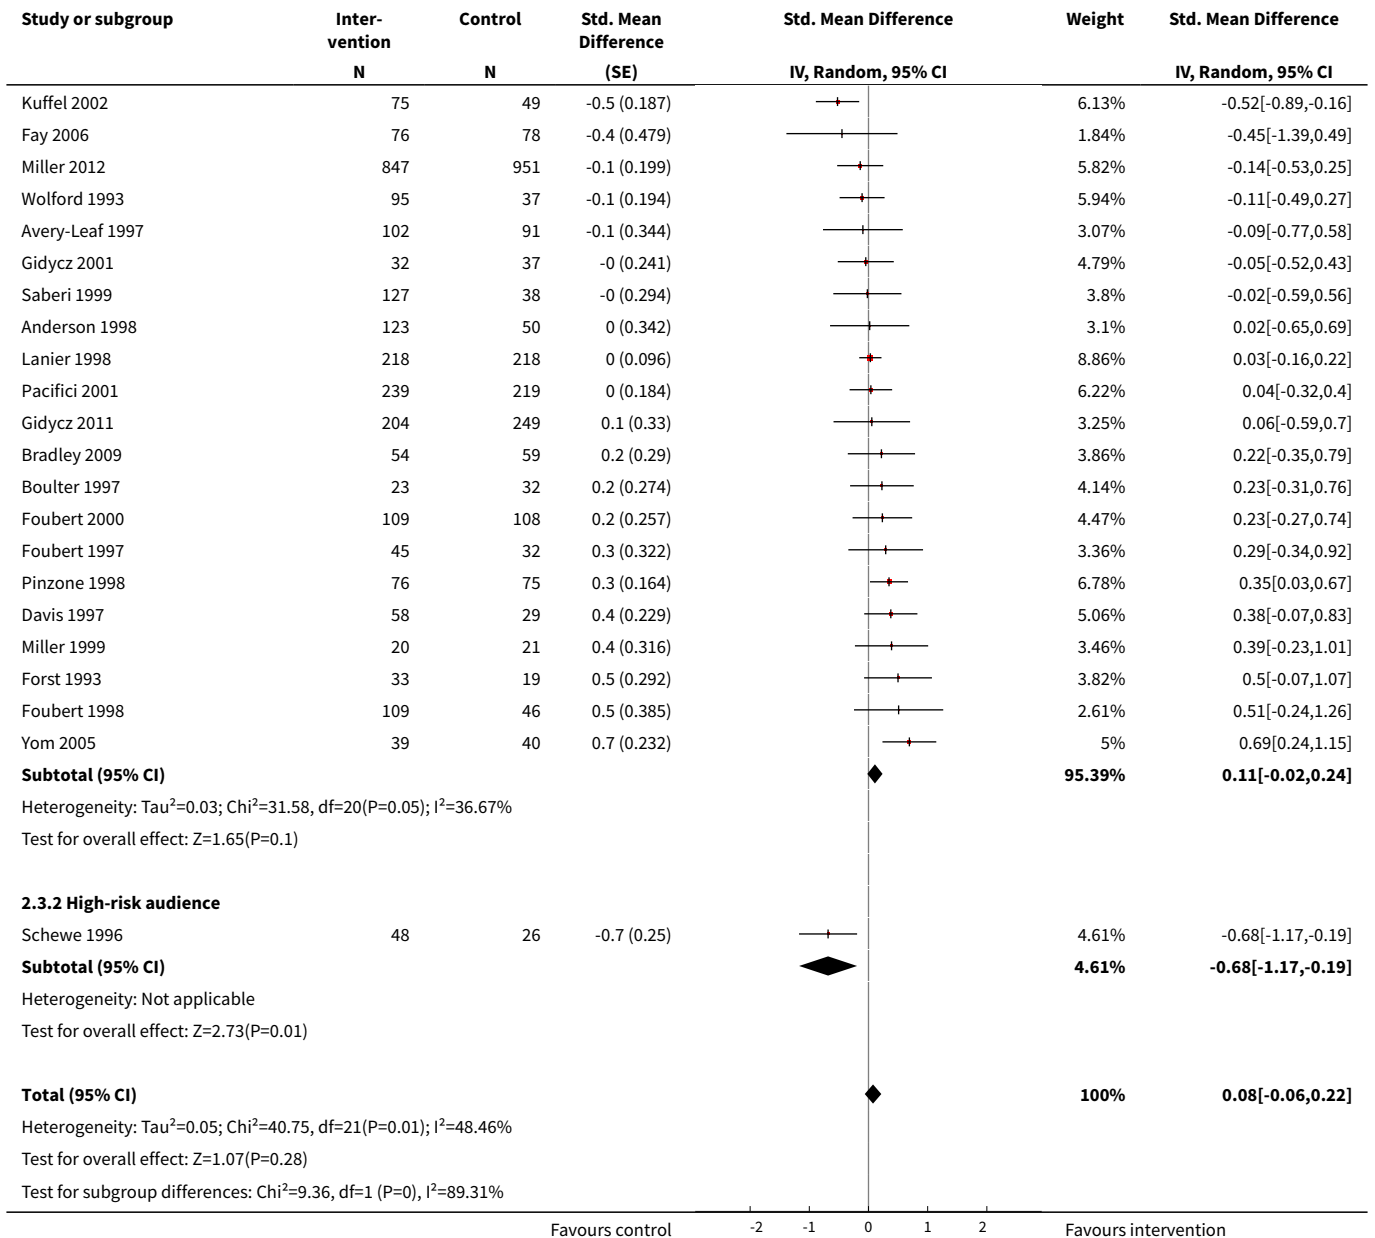 Study or subgroup Inter- Control Std. Mean Std. Mean Difference Weight Std. Mean Difference
vention Difference
N N (SE) IV, Random, 95% CI IV, Random, 95% CI
Kuffel 2002 75 49 -0.5 (0.187) 6.13% -0.52[-0.89,-0.16]
Fay 2006 76 78 -0.4 (0.479) 1.84% -0.45[-1.39,0.49]
Miller 2012 847 951 -0.1 (0.199) 5.82% -0.14[-0.53,0.25]
Wolford 1993 95 37 -0.1 (0.194) 5.94% -0.11[-0.49,0.27]
Avery-Leaf 1997 102 91 -0.1 (0.344) 3.07% -0.09[-0.77,0.58]
Gidycz 2001 32 37 -0 (0.241) 4.79% -0.05[-0.52,0.43]
Saberi 1999 127 38 -0 (0.294) 3.8% -0.02[-0.59,0.56]
Anderson 1998 123 50 0 (0.342) 3.1% 0.02[-0.65,0.69]
Lanier 1998 218 218 0 (0.096) 8.86% 0.03[-0.16,0.22]
Pacifici 2001 239 219 0 (0.184) 6.22% 0.04[-0.32,0.4]
Gidycz 2011 204 249 0.1 (0.33) 3.25% 0.06[-0.59,0.7]
Bradley 2009 54 59 0.2 (0.29) 3.86% 0.22[-0.35,0.79]
Boulter 1997 23 32 0.2 (0.274) 4.14% 0.23[-0.31,0.76]
Foubert 2000 109 108 0.2 (0.257) 4.47% 0.23[-0.27,0.74]
Foubert 1997 45 32 0.3 (0.322) 3.36% 0.29[-0.34,0.92]
Pinzone 1998 76 75 0.3 (0.164) 6.78% 0.35[0.03,0.67]
Davis 1997 58 29 0.4 (0.229) 5.06% 0.38[-0.07,0.83]
Miller 1999 20 21 0.4 (0.316) 3.46% 0.39[-0.23,1.01]
Forst 1993 33 19 0.5 (0.292) 3.82% 0.5[-0.07,1.07]
Foubert 1998 109 46 0.5 (0.385) 2.61% 0.51[-0.24,1.26]
Yom 2005 39 40 0.7 (0.232) 5% 0.69[0.24,1.15]
Subtotal (95% CI) 95.39% 0.11[-0.02,0.24]
Heterogeneity: Tau²=0.03; Chi²=31.58, df=20(P=0.05); I²=36.67%
Test for overall effect: Z=1.65(P=0.1)
2.3.2 High-risk audience
Schewe 1996 48 26 -0.7 (0.25) 4.61% -0.68[-1.17,-0.19]
Subtotal (95% CI) 4.61% -0.68[-1.17,-0.19]
Heterogeneity: Not applicable
Test for overall effect: Z=2.73(P=0.01)
Total (95% CI) 100% 0.08[-0.06,0.22]
Heterogeneity: Tau²=0.05; Chi²=40.75, df=21(P=0.01); I²=48.46%
Test for overall effect: Z=1.07(P=0.28)
Test for subgroup differences: Chi²=9.36, df=1 (P=0), I²=89.31%
Favours control -2 -1 0 1 2 Favours intervention